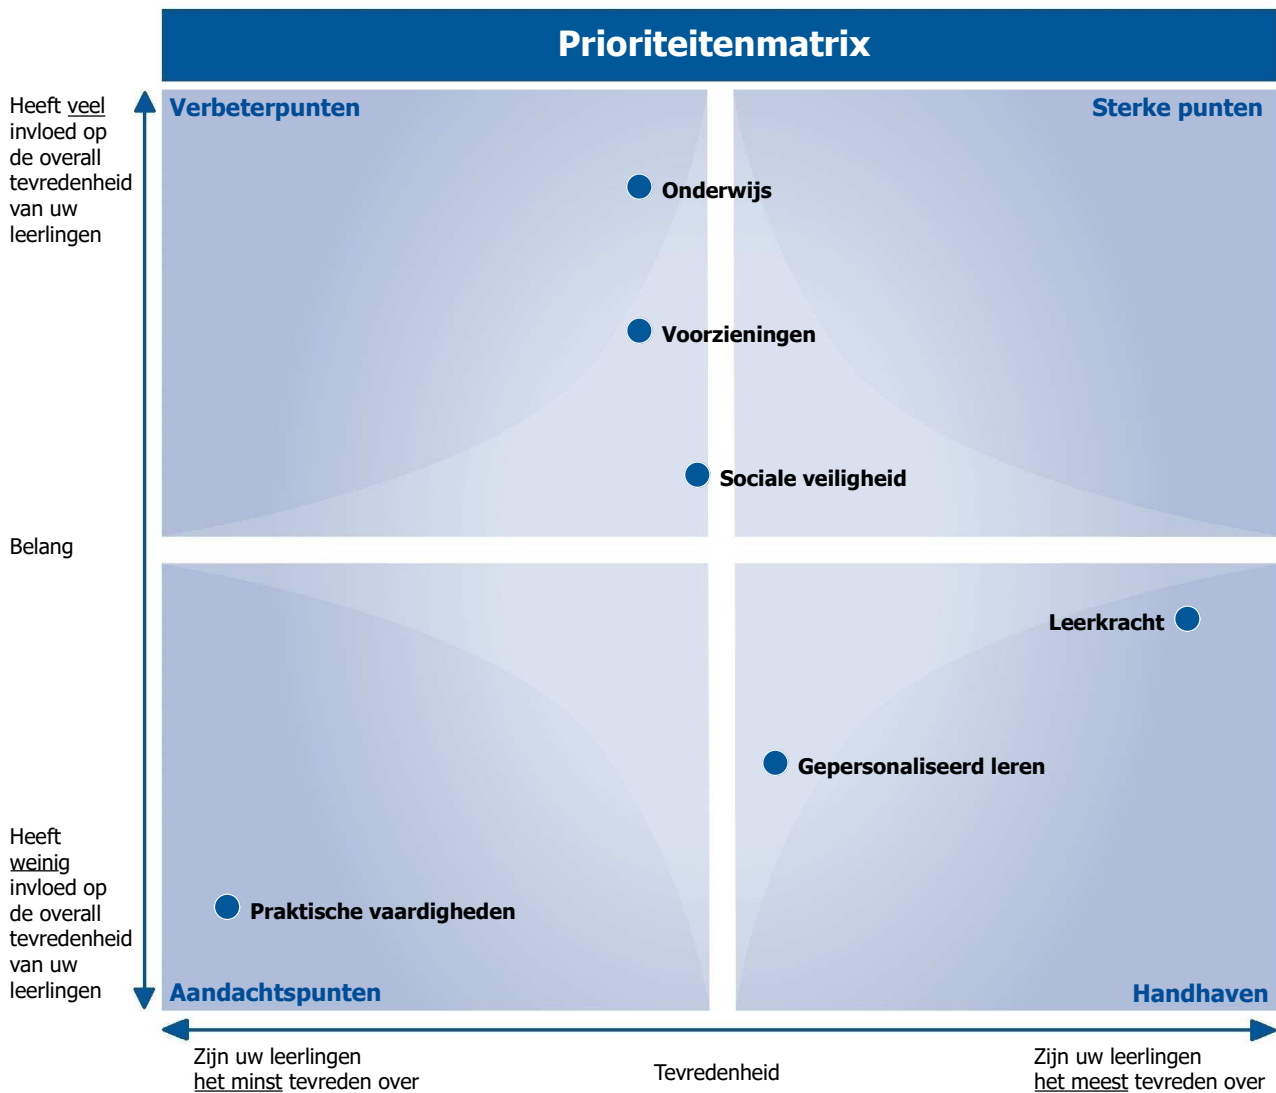 Prioriteitenmatrix
Heeft veel
invloed op
de overall
tevredenheid
van uw
leerlingen
Verbeterpunten
Sterke punten
Onderwijs
Voorzieningen
Sociale veiligheid
Belang
Leerkracht
Gepersonaliseerd leren
Heeft
weinig
invloed op
de overall
tevredenheid
van uw
leerlingen
Praktische vaardigheden
Aandachtspunten
Handhaven
Zijn uw leerlingen
het minst tevreden over
Tevredenheid
Zijn uw leerlingen
het meest tevreden over